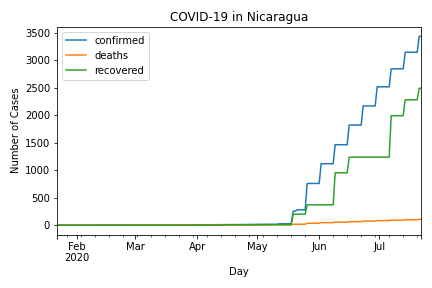 COVID-19 in Nicaragua
confirmed
deaths
recovered
Number of Cases
3500
3000
2500
2000
1500
1000
500
0
Feb
2020
Mar
Apr
May
Jun
Jul
Day